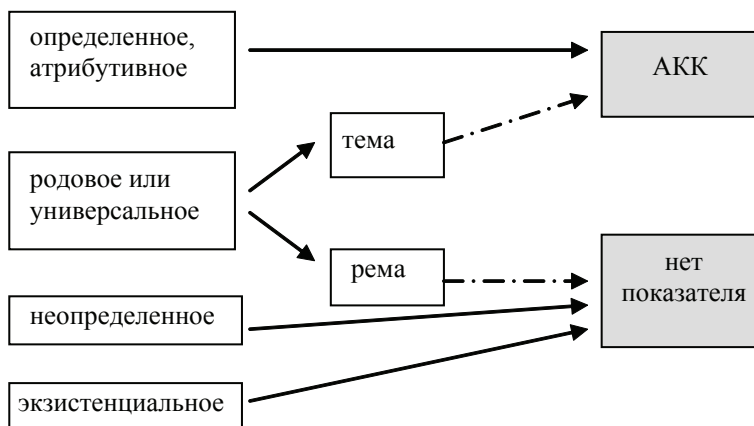 определенное,
атрибутивное
АКК
тема
родовое или
универсальное
рема
нет
показателя
неопределенное
экзистенциальное